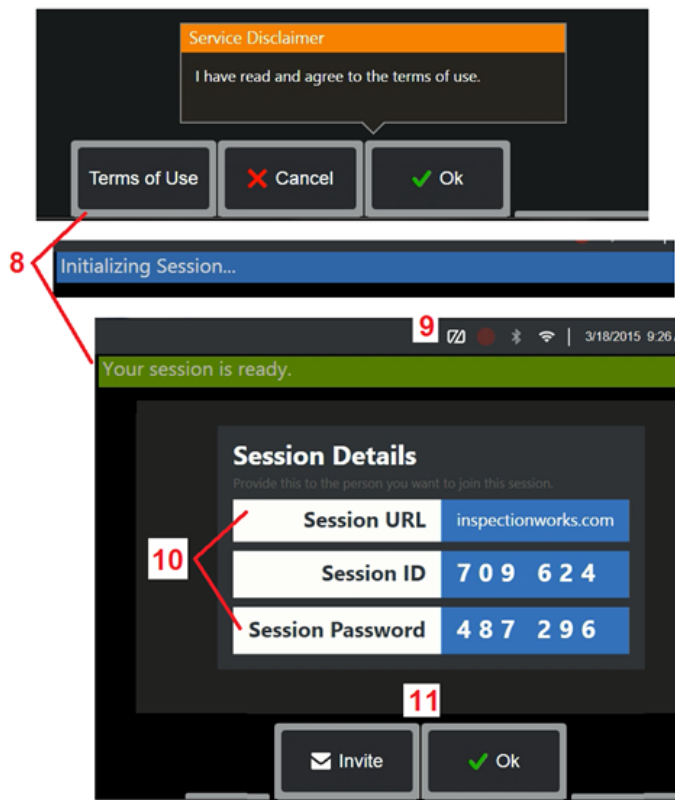 Service Disclaimer
I have read and agree to the terms of use.
Terms of Use
Cancel
Ok
8
Initializing Session...
9
3/18/2015 9:26
Your session is ready.
Session Details
Provide this to the person you want to join this session.
Session URL inspectionworks.com
10
Session ID 709 624
Session Password 487 296
11
Invite
Ok